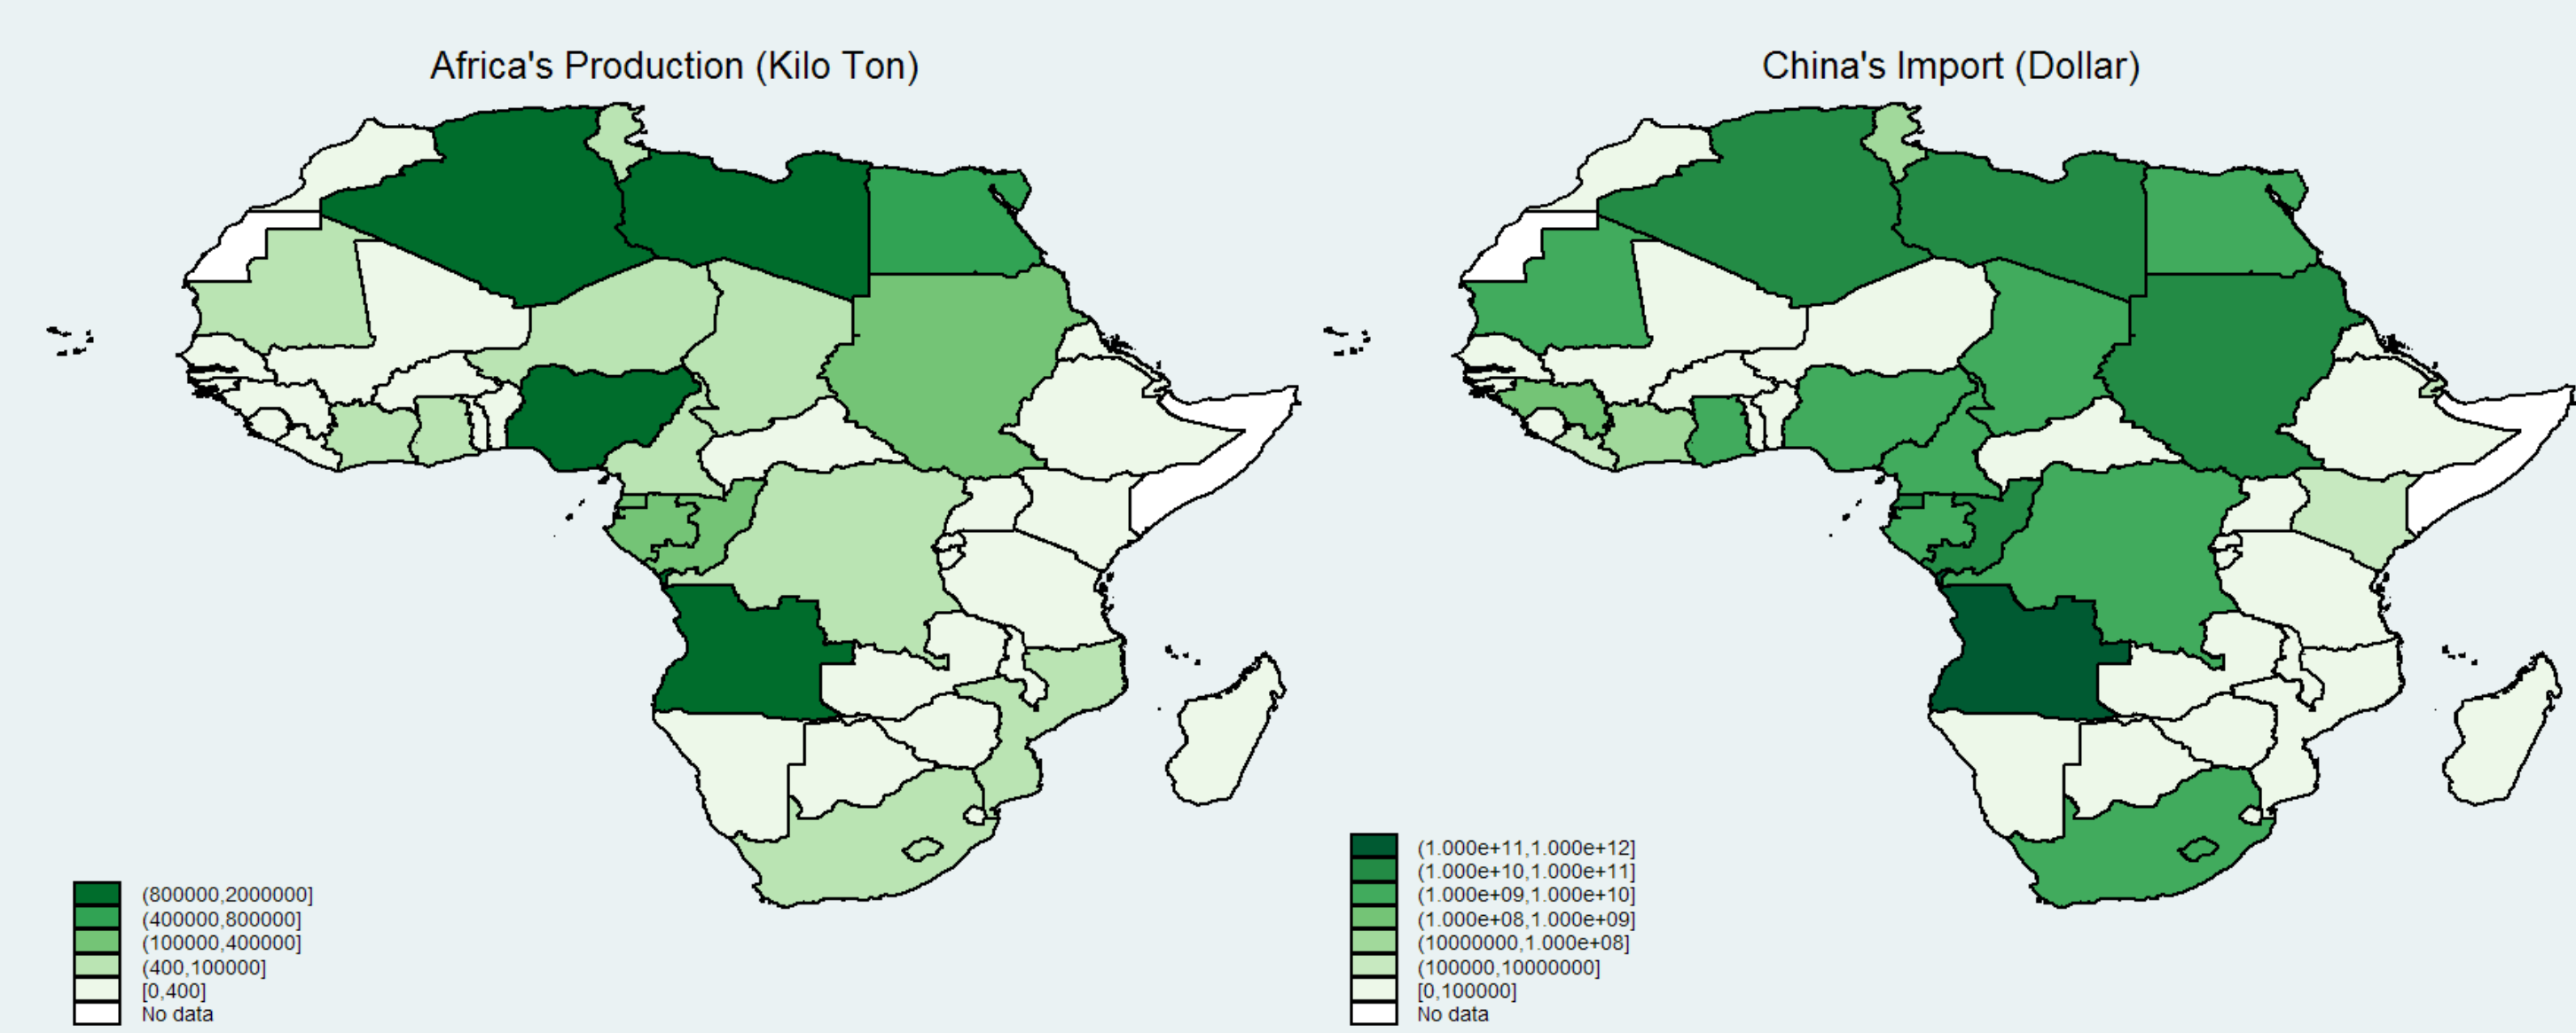 Africa's Production (Kilo Ton)
(800000,2000000]
(400000,800000]
(100000,400000]
(400,100000]
[0,400]
No data
China's Import (Dollar)
(1.000e+11,1.000e+12]
(1.000e+10,1.000e+11]
(1.000e+09,1.000e+10]
(1.000e+08,1.000e+09]
(10000000,1.000e+08]
(100000,10000000]
[0,100000]
No data